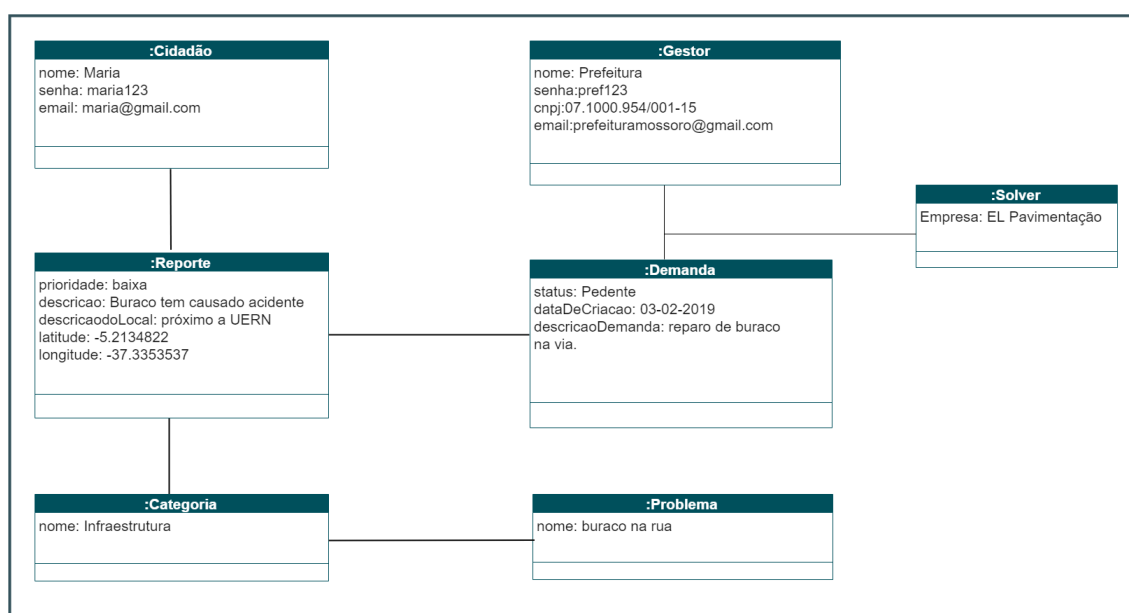 :Cidadão
nome: Maria
senha: maria123
email: maria@gmail.com
:Gestor
nome: Prefeitura
senha:pref123
cnpj:07.1000.954/001-15
email:prefeituramossoro@gmail.com
:Solver
Empresa: EL Pavimentação
:Reporte
prioridade: baixa
descricao: Buraco tem causado acidente
descricaodoLocal: próximo a UERN
latitude: -5.2134822
longitude: -37.3353537
:Demanda
status: Pedente
dataDeCriacao: 03-02-2019
descricaoDemanda: reparo de buraco
na via.
:Categoria
nome: Infraestrutura
:Problema
nome: buraco na rua